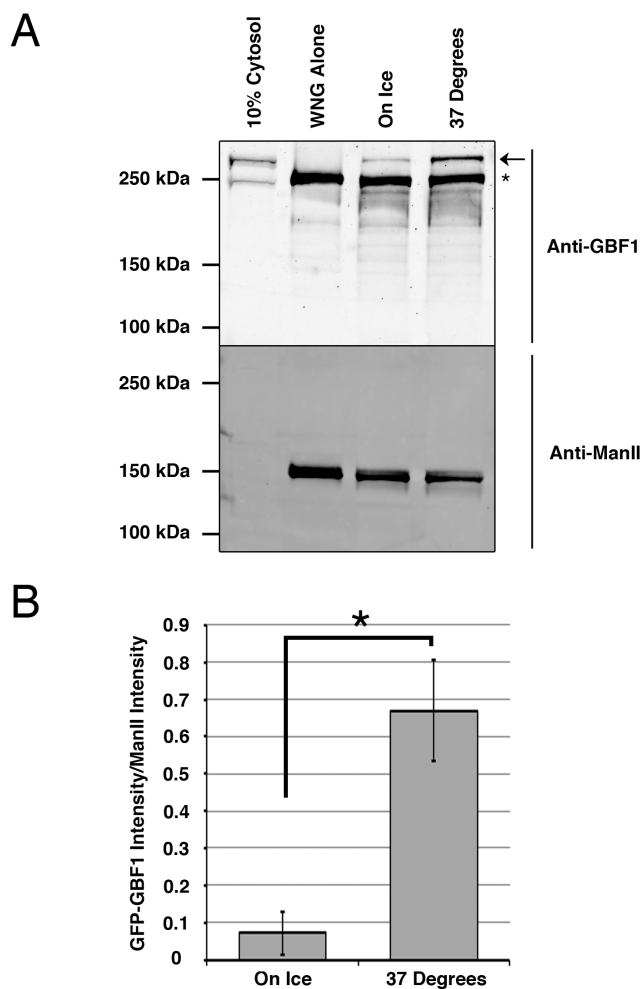 A
10% Cytosol
WNG Alone
On Ice
37 Degrees
250 kDa
*
150 kDa
Anti-GBF1
100 kDa
250 kDa
150 kDa
Anti-ManII
100 kDa
B
GFP-GBF1 Intensity/ManII Intensity
*
0.9
0.8
0.7
0.6
0.5
0.4
0.3
0.2
0.1
0
On Ice
37 Degrees